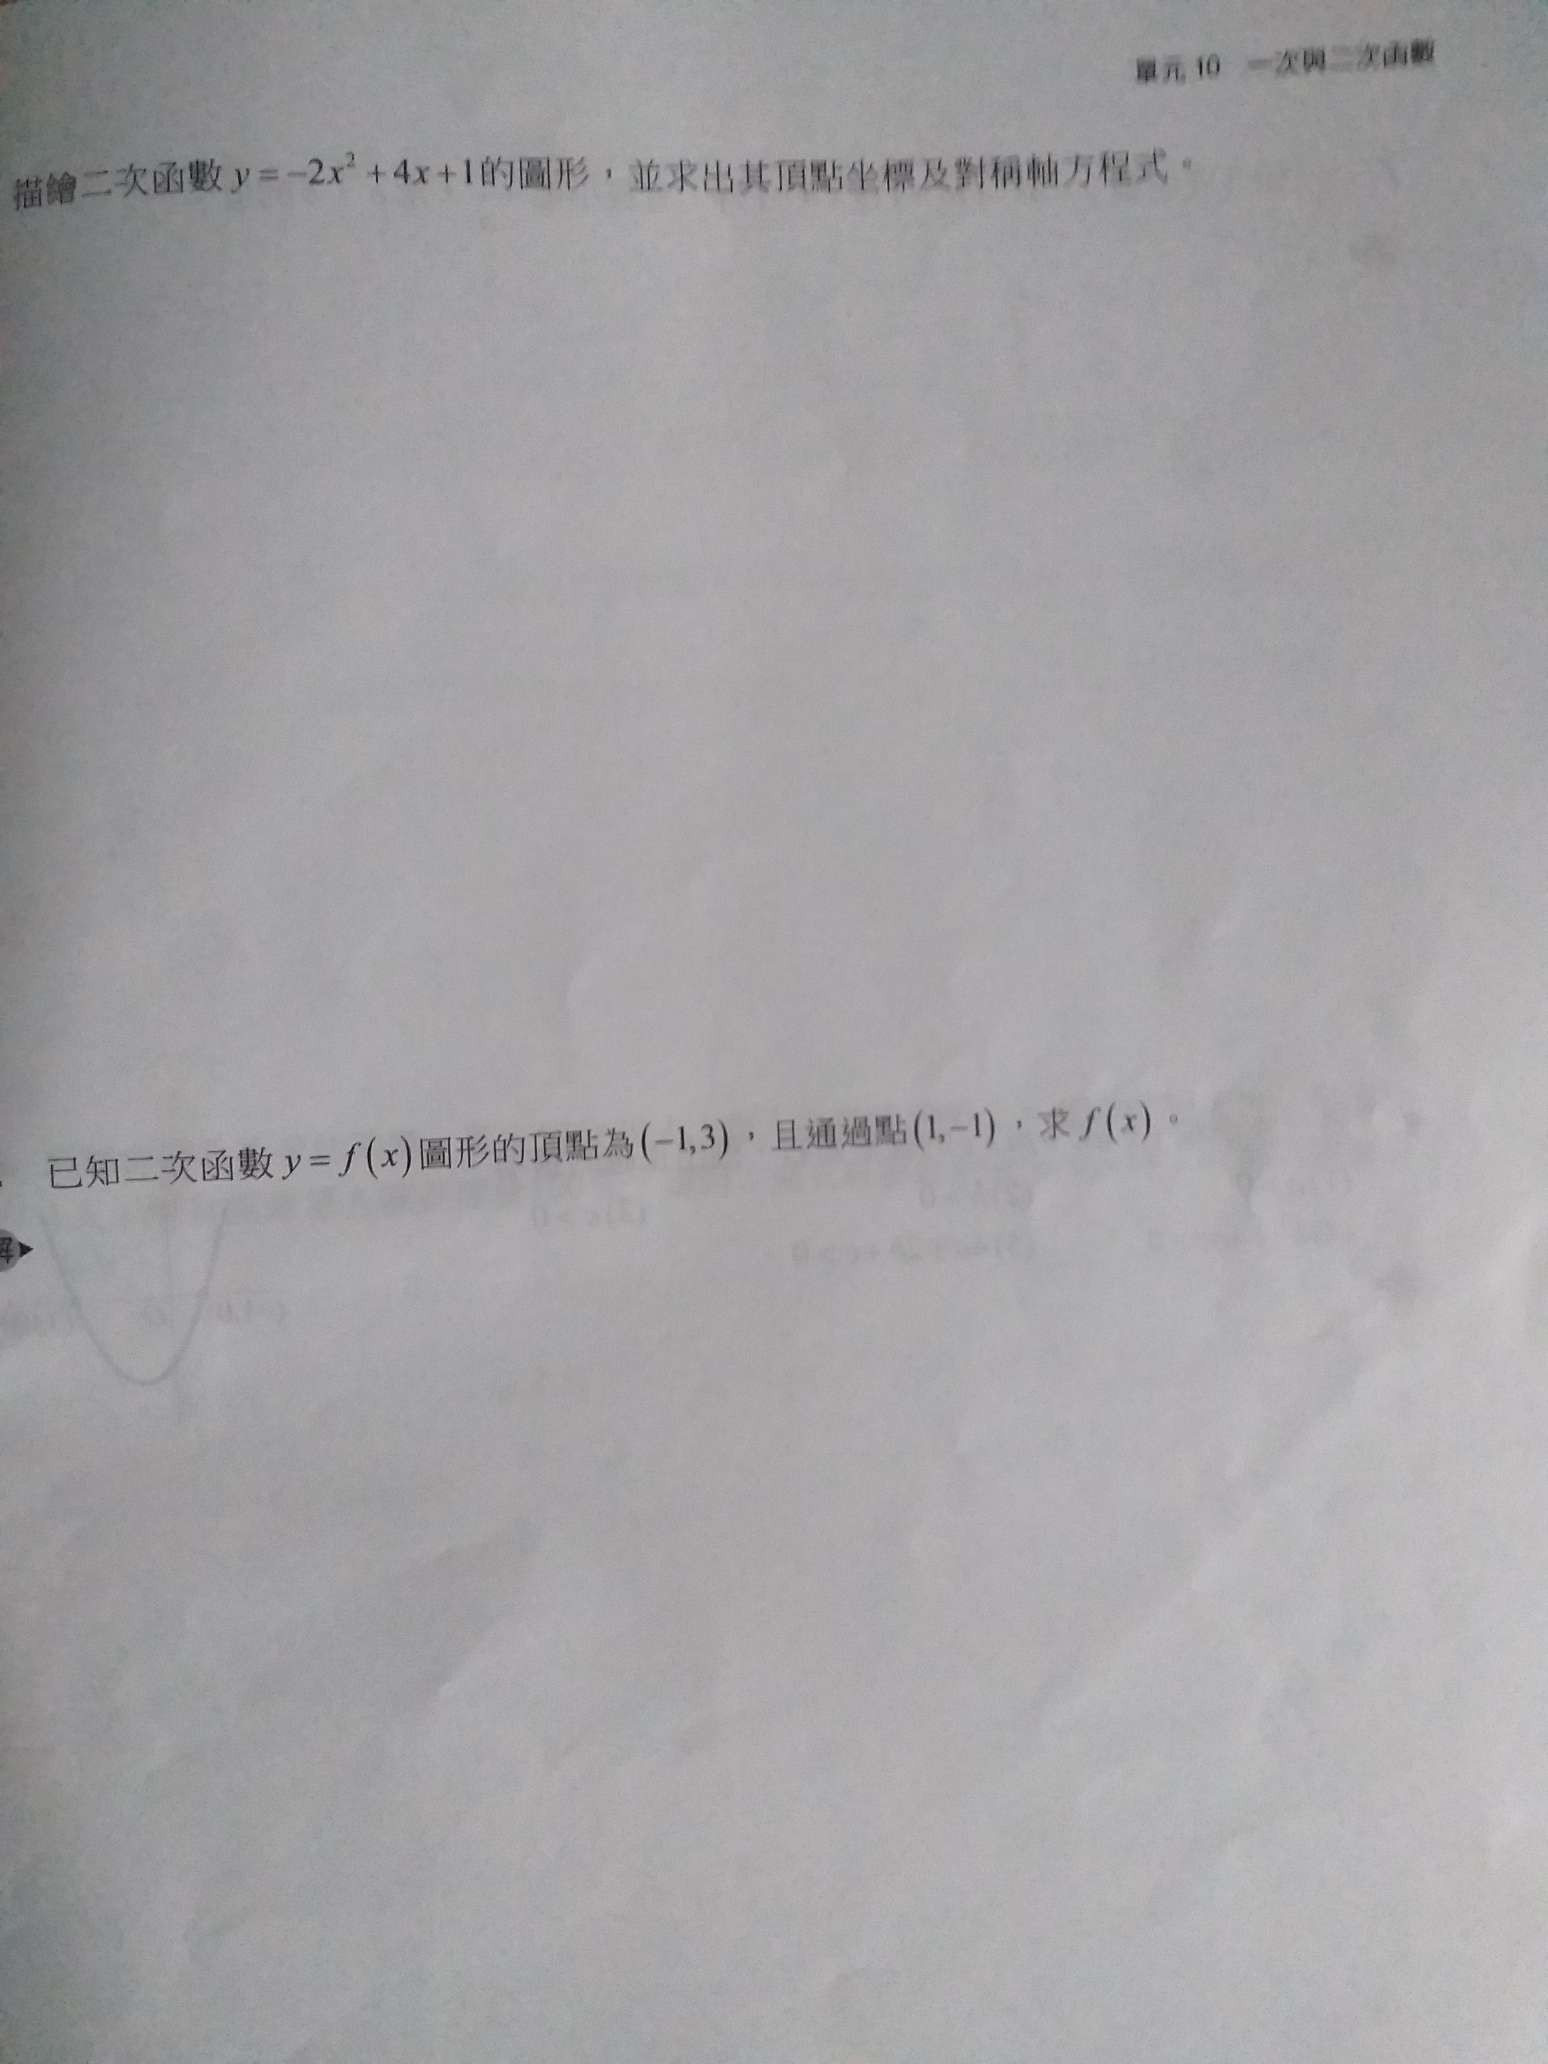 單元 10 一次與二次函數
描繪二次函數 y = −2x² + 4x + 1 的圖形，並求出其頂點坐標及對稱軸方程式。
已知二次函數 y = f(x) 圖形的頂點為 (−1,3)，且通過點 (1,−1)，求 f(x)。
解